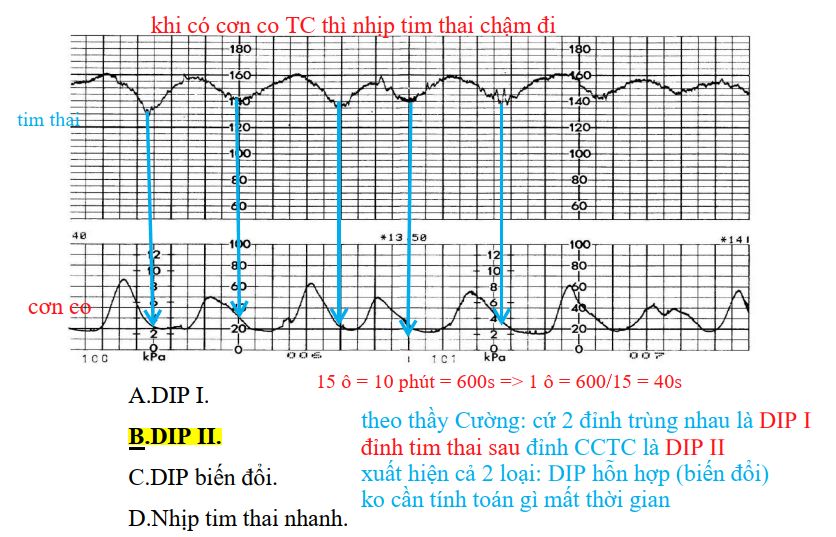 khi có cơn co TC thì nhịp tim thai chậm đi
180 180
160 160
140 140
tim thai
120 120
100 100
80 80
60 60
40 *13 50 *141
12 100 12 100
10 80 10 80
8 60 8 60
cơn co
6 40 6 40
4 20 4 20
2 2
0 0 0 0
100 kPa 006 101 kPa 007
15 ô = 10 phút = 600s => 1 ô = 600/15 = 40s
A.DIP I.
theo thầy Cường: cứ 2 đỉnh trùng nhau là DIP I
B.DIP II.
đỉnh tim thai sau đỉnh CCTC là DIP II
xuất hiện cả 2 loại: DIP hỗn hợp (biến đổi)
C.DIP biến đổi.
ko cần tính toán gì mất thời gian
D.Nhịp tim thai nhanh.